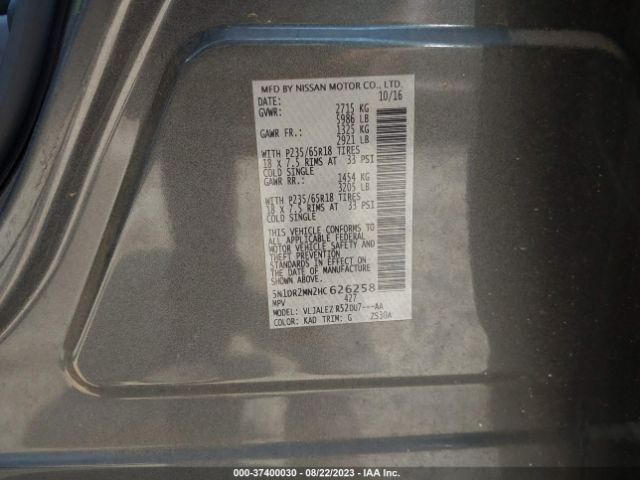 MFD BY NISSAN MOTOR CO., LTD.
DATE: 10/16
GVWR: 2715 KG
5986 LB
GAWR FR.: 1325 KG
2921 LB
WITH P235/65R18 TIRES
18 X 7.5 RIMS AT 33 PSI
COLD SINGLE
GAWR RR.: 1454 KG
3205 LB
WITH P235/65R18 TIRES
18 X 7.5 RIMS AT 33 PSI
COLD SINGLE
THIS VEHICLE CONFORMS TO
ALL APPLICABLE FEDERAL
MOTOR VEHICLE SAFETY AND
THEFT PREVENTION
STANDARDS IN EFFECT ON
THE DATE OF MANUFACTURE
SHOWN ABOVE.
5N1DR2MN2HC626258
MPV 427
MODEL: VLJALEZ R52DU7---AA
COLOR: KAD TRIM: G ZS30A
000-37400030 - 08/22/2023 - IAA Inc.